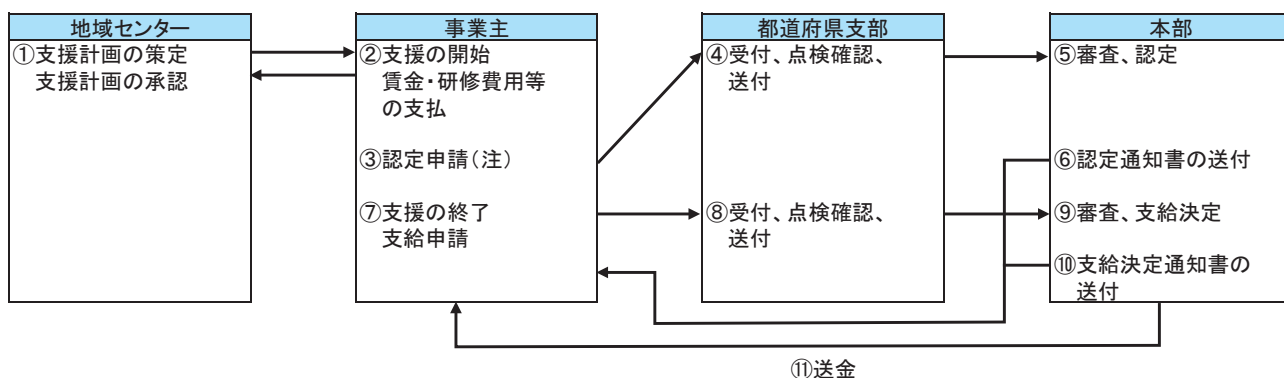 地域センター
①支援計画の策定
支援計画の承認
事業主
②支援の開始
賃金・研修費用等
の支払
③認定申請(注)
⑦支援の終了
支給申請
都道府県支部
④受付、点検確認、
送付
⑧受付、点検確認、
送付
本部
⑤審査、認定
⑥認定通知書の送付
⑨審査、支給決定
⑩支給決定通知書の
送付
⑪送金